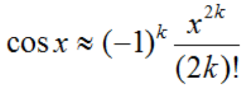 cos x ≈ (−1)^k x^{2k}/(2k)!